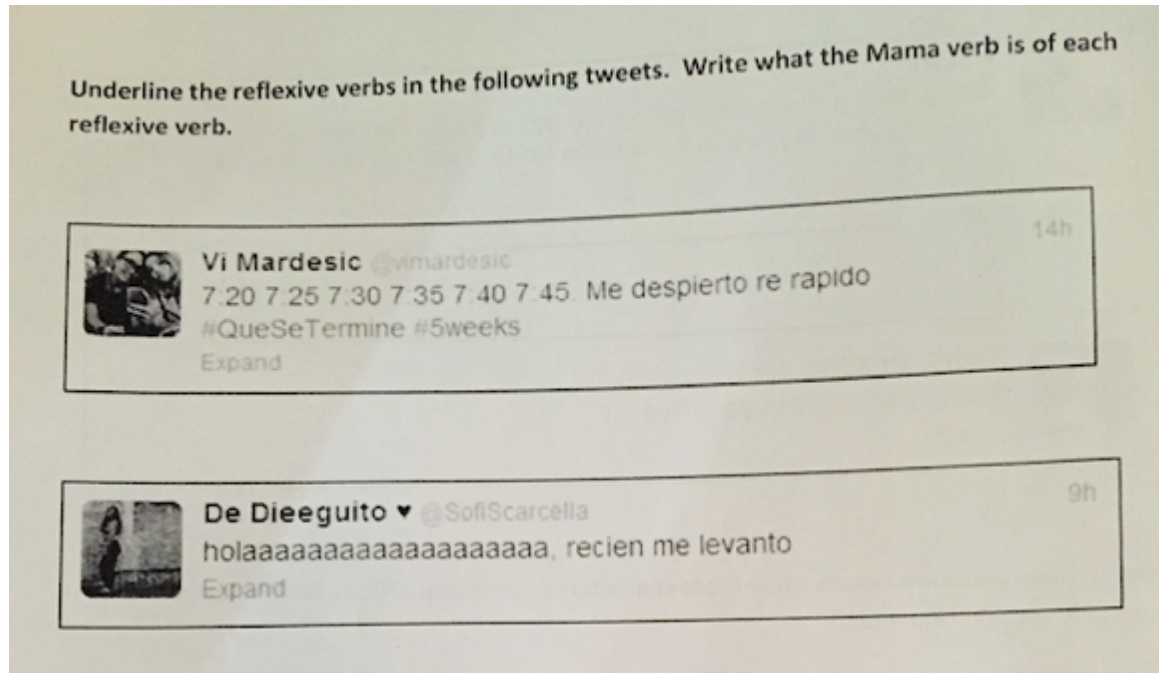 Underline the reflexive verbs in the following tweets. Write what the Mama verb is of each
reflexive verb.
14h
Vi Mardesic @vimardesic
7:20 7:25 7:30 7:35 7:40 7:45. Me despierto re rapido
#QueSeTermine #5weeks
Expand
9h
De Dieeguito ♥ @SofiScarcella
holaaaaaaaaaaaaaaaaaaa, recien me levanto
Expand